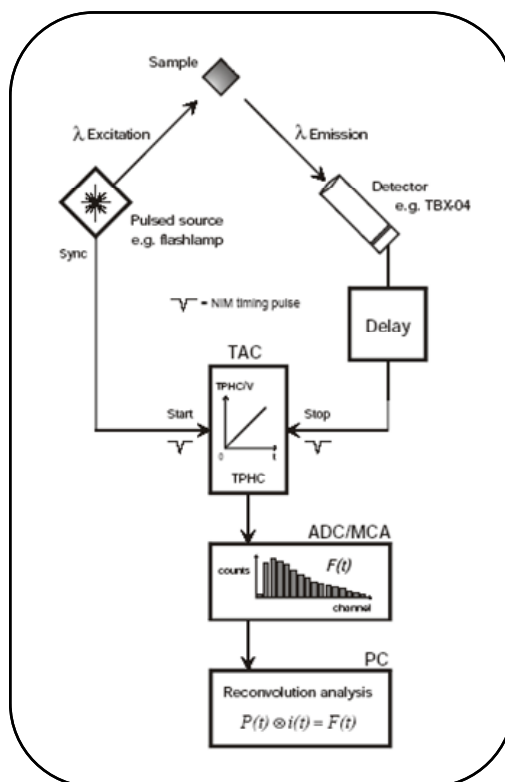 Sample
λ Excitation
λ Emission
Detector
e.g. TBX-04
Pulsed source
e.g. flashlamp
Sync
= NIM timing pulse
Delay
TAC
TPHC/V
Start
Stop
0
t
TPHC
ADC/MCA
counts
F(t)
channel
PC
Reconvolution analysis
P(t) ⊗ i(t) = F(t)